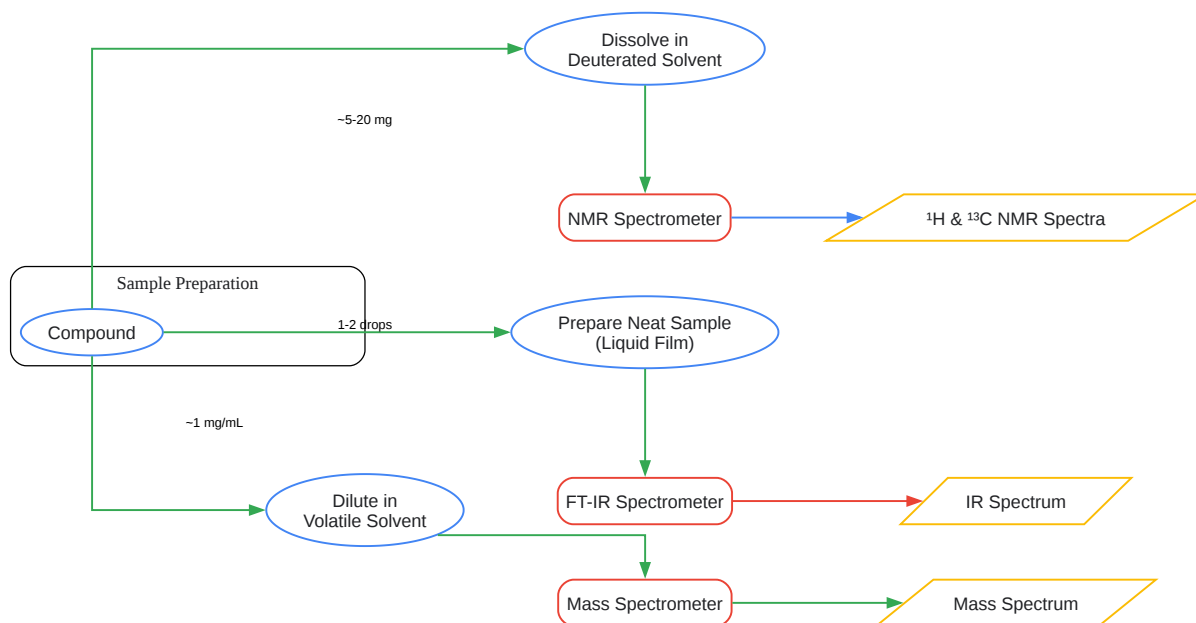 Dissolve in
Deuterated Solvent
~5-20 mg
NMR Spectrometer
¹H & ¹³C NMR Spectra
Sample Preparation
Compound
1-2 drops
Prepare Neat Sample
(Liquid Film)
~1 mg/mL
Dilute in
Volatile Solvent
FT-IR Spectrometer
IR Spectrum
Mass Spectrometer
Mass Spectrum